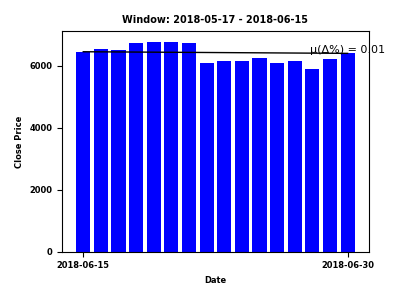 Window: 2018-05-17 - 2018-06-15
μ(Δ%) = 0.01
6000
4000
2000
0
Close Price
2018-06-15
2018-06-30
Date